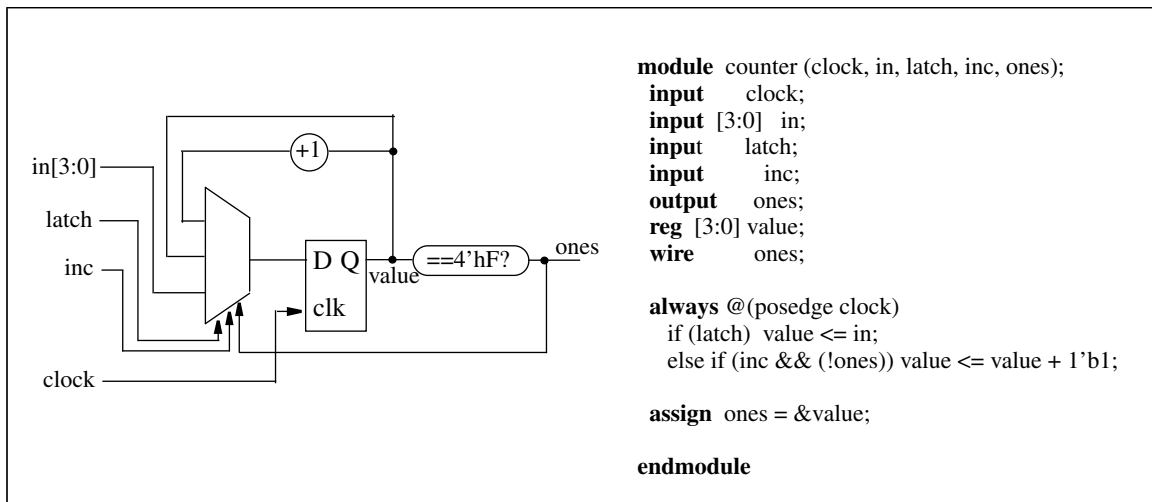 +1
in[3:0]
latch
inc
clock
D Q
clk
value
==4'hF?
ones
module counter (clock, in, latch, inc, ones);
input clock;
input [3:0] in;
input latch;
input inc;
output ones;
reg [3:0] value;
wire ones;
always @(posedge clock)
if (latch) value <= in;
else if (inc && (!ones)) value <= value + 1'b1;
assign ones = &value;
endmodule